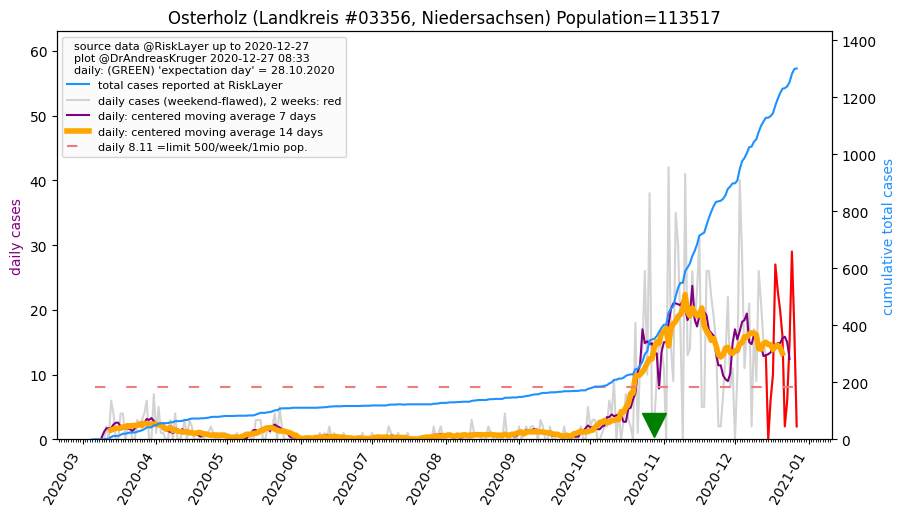 Osterholz (Landkreis #03356, Niedersachsen) Population=113517
source data @RiskLayer up to 2020-12-27
plot @DrAndreasKruger 2020-12-27 08:33
daily: (GREEN) 'expectation day' = 28.10.2020
total cases reported at RiskLayer
daily cases (weekend-flawed), 2 weeks: red
daily: centered moving average 7 days
daily: centered moving average 14 days
daily 8.11 =limit 500/week/1mio pop.
daily cases
60
50
40
30
20
10
0
cumulative total cases
1400
1200
1000
800
600
400
200
0
2020-03
2020-04
2020-05
2020-06
2020-07
2020-08
2020-09
2020-10
2020-11
2020-12
2021-01